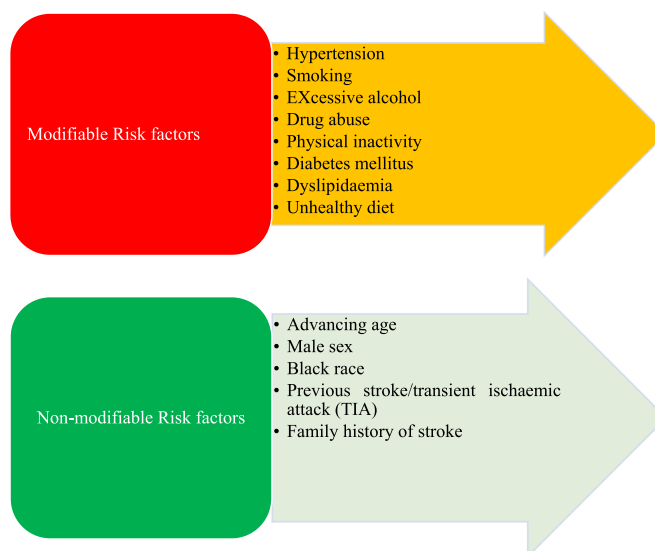 Modifiable Risk factors
• Hypertension
• Smoking
• EXcessive alcohol
• Drug abuse
• Physical inactivity
• Diabetes mellitus
• Dyslipidaemia
• Unhealthy diet
Non-modifiable Risk factors
• Advancing age
• Male sex
• Black race
• Previous stroke/transient ischaemic
attack (TIA)
• Family history of stroke